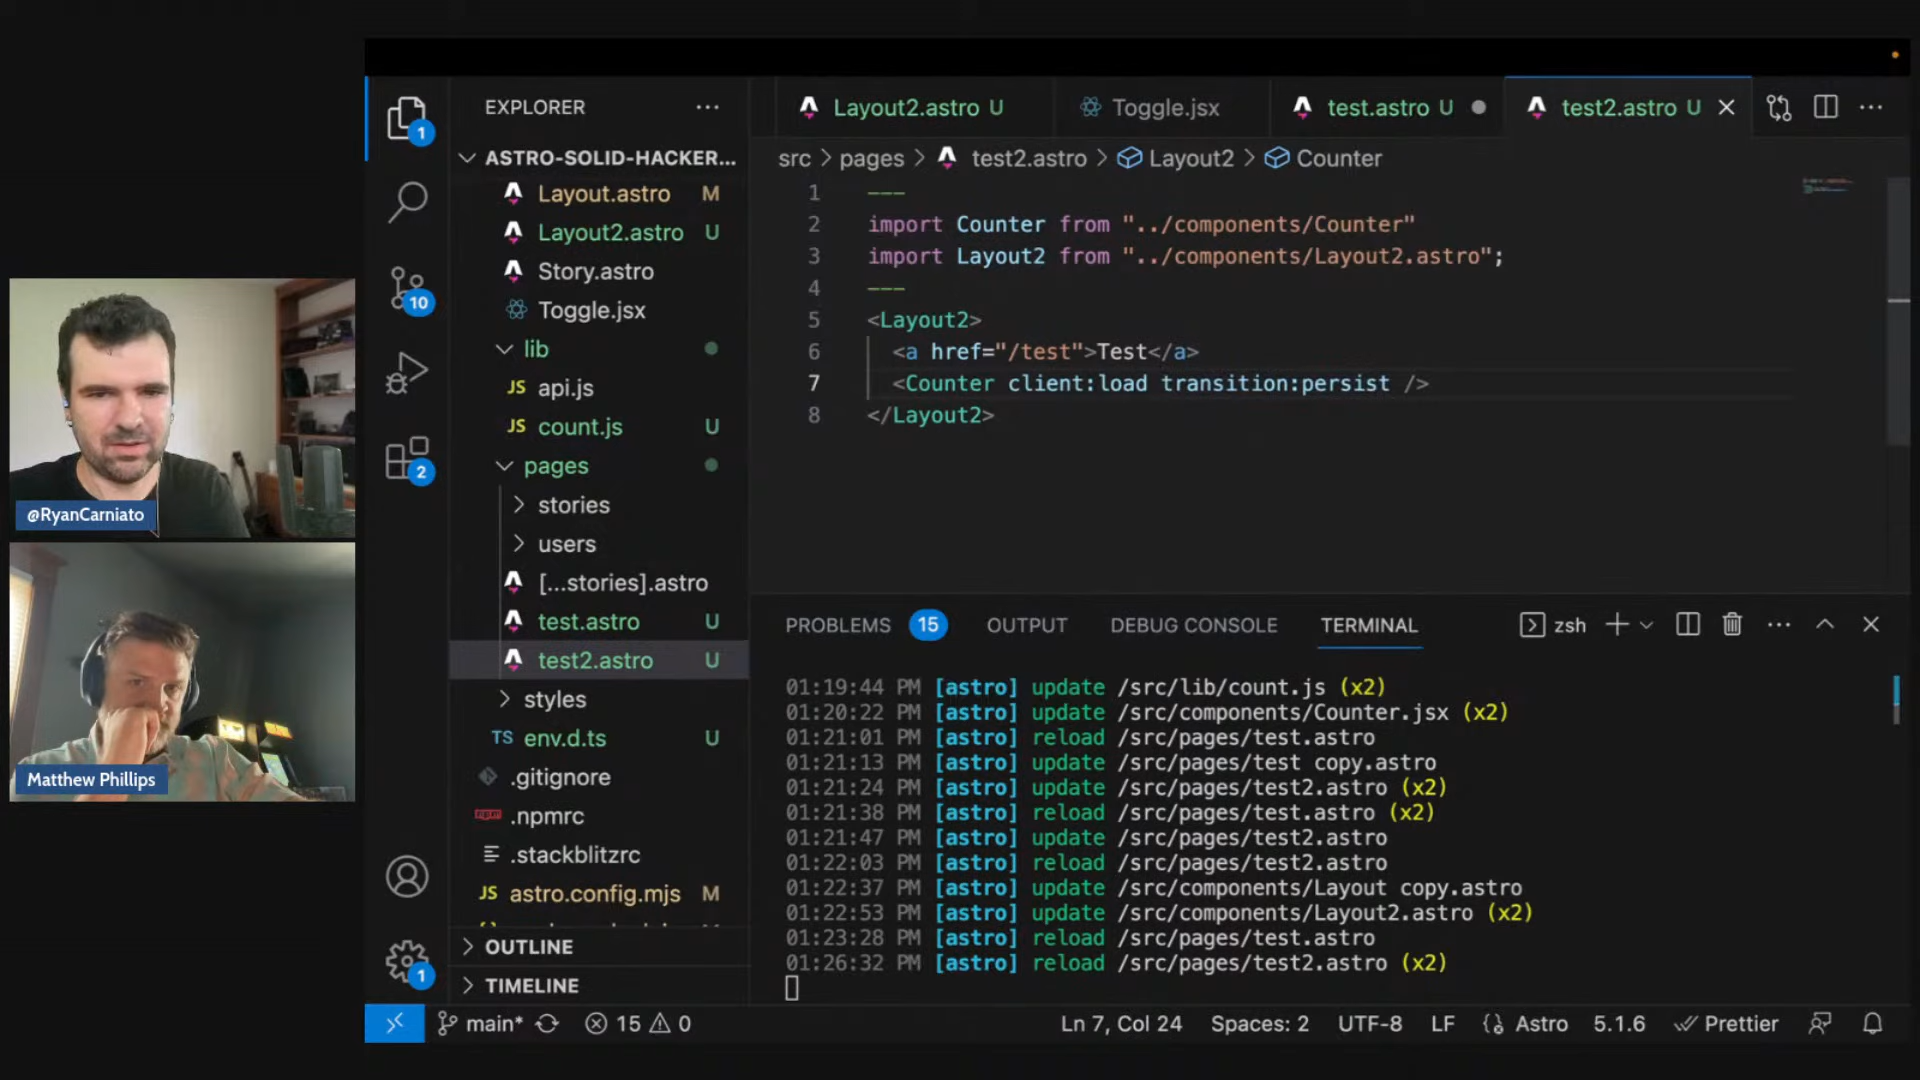 @RyanCarniato
Matthew Phillips
1
10
2
1
EXPLORER
ASTRO-SOLID-HACKER...
Layout.astro M
Layout2.astro U
Story.astro
Toggle.jsx
lib
JS api.js
JS count.js U
pages
stories
users
[...stories].astro
test.astro U
test2.astro U
styles
TS env.d.ts U
.gitignore
.npmrc
.stackblitzrc
JS astro.config.mjs M
OUTLINE
TIMELINE
Layout2.astro U
Toggle.jsx
test.astro U
test2.astro U
src > pages > test2.astro > Layout2 > Counter
1 ---
2 import Counter from "../components/Counter"
3 import Layout2 from "../components/Layout2.astro";
4 ---
5 <Layout2>
6 <a href="/test">Test</a>
7 <Counter client:load transition:persist />
8 </Layout2>
PROBLEMS 15 OUTPUT DEBUG CONSOLE TERMINAL zsh
01:19:44 PM [astro] update /src/lib/count.js (x2)
01:20:22 PM [astro] update /src/components/Counter.jsx (x2)
01:21:01 PM [astro] reload /src/pages/test.astro
01:21:13 PM [astro] update /src/pages/test copy.astro
01:21:24 PM [astro] update /src/pages/test2.astro (x2)
01:21:38 PM [astro] reload /src/pages/test.astro (x2)
01:21:47 PM [astro] update /src/pages/test2.astro
01:22:03 PM [astro] reload /src/pages/test2.astro
01:22:37 PM [astro] update /src/components/Layout copy.astro
01:22:53 PM [astro] update /src/components/Layout2.astro (x2)
01:23:28 PM [astro] reload /src/pages/test.astro
01:26:32 PM [astro] reload /src/pages/test2.astro (x2)
main* 15 0
Ln 7, Col 24 Spaces: 2 UTF-8 LF Astro 5.1.6 Prettier